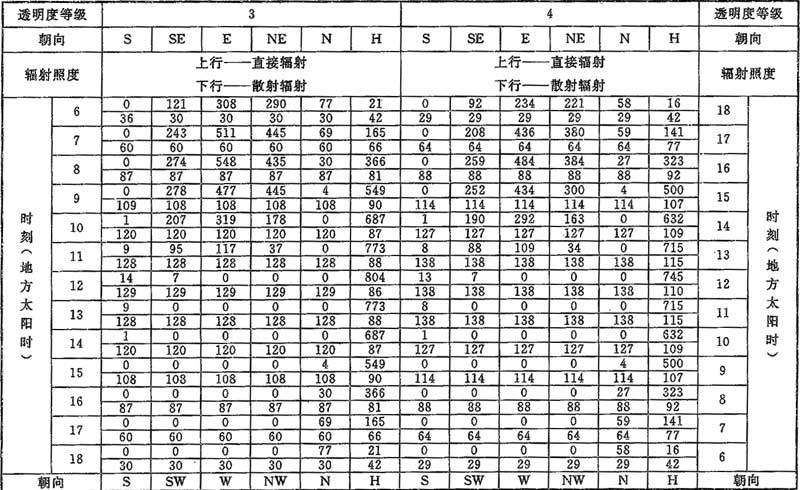 透明度等级 3 4 透明度等级
朝向 S SE E NE N H S SE E NE N H 朝向
辐射照度 上行——直接辐射 上行——直接辐射 辐射照度
下行——散射辐射 下行——散射辐射
时刻(地方太阳时) 时刻(地方太阳时)
6 0 121 308 290 77 21 0 92 234 221 58 16 18
36 30 30 30 30 42 29 29 29 29 29 42
7 0 243 511 445 69 165 0 208 436 380 59 141 17
60 60 60 60 60 66 64 64 64 64 64 77
8 0 274 548 435 30 366 0 259 484 384 27 323 16
87 87 87 87 87 81 88 88 88 88 88 92
9 0 278 477 445 4 549 0 252 434 300 4 500 15
109 108 108 108 108 90 114 114 114 114 114 107
10 1 207 319 178 0 687 1 190 292 163 0 632 14
120 120 120 120 120 87 127 127 127 127 127 109
11 9 95 117 37 0 773 8 88 109 34 0 715 13
128 128 128 128 128 88 138 138 138 138 138 115
12 14 7 0 0 0 804 13 7 0 0 0 745 12
129 129 129 129 129 86 138 138 138 138 138 110
13 9 0 0 0 0 773 8 0 0 0 0 715 11
128 128 128 128 128 88 138 138 138 138 138 115
14 1 0 0 0 0 687 1 0 0 0 0 632 10
120 120 120 120 120 87 127 127 127 127 127 109
15 0 0 0 0 4 549 0 0 0 0 4 500 9
108 108 108 108 108 90 114 114 114 114 114 107
16 0 0 0 0 30 366 0 0 0 0 27 323 8
87 87 87 87 87 81 88 88 88 88 88 92
17 0 0 0 0 69 165 0 0 0 0 59 141 7
60 60 60 60 60 66 64 64 64 64 64 77
18 0 0 0 0 77 21 0 0 0 0 58 16 6
30 30 30 30 30 42 29 29 29 29 29 42
朝向 S SW W NW N H S SW W NW N H 朝向